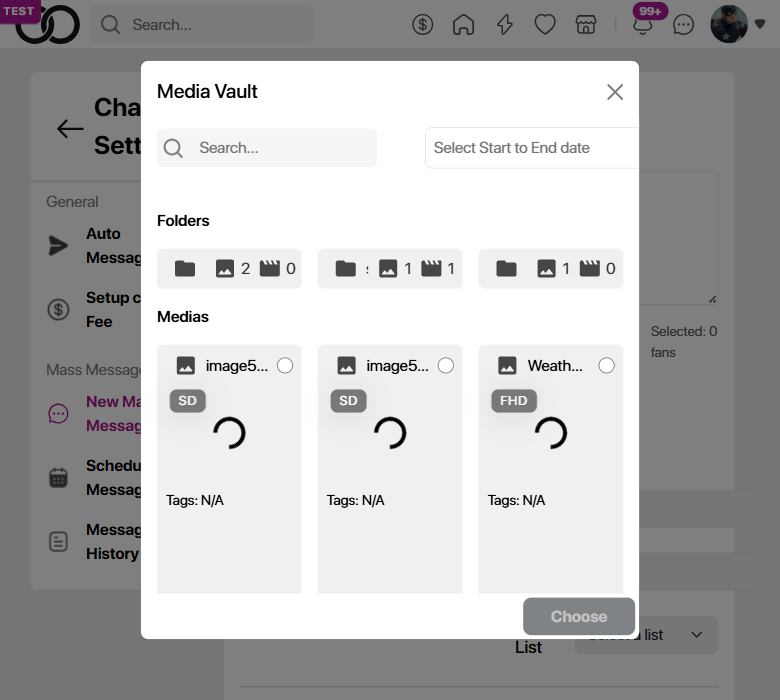 TEST
Search...
99+
Media Vault
Search...
Select Start to End date
Cha
Sett
General
Auto
Messag
Setup c
Fee
Mass Message
New Ma
Messag
Schedu
Messag
Messag
History
Folders
2 0
1 1
1 0
Medias
image5...
image5...
Weath...
SD
SD
FHD
Tags: N/A
Tags: N/A
Tags: N/A
Choose
Selected: 0
fans
List